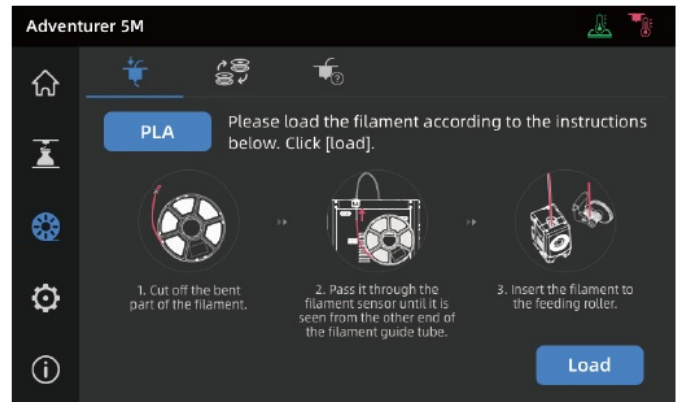 Adventurer 5M
PLA
Please load the filament according to the instructions
below. Click [load].
1. Cut off the bent
part of the filament.
2. Pass it through the
filament sensor until it is
seen from the other end of
the filament guide tube.
3. Insert the filament to
the feeding roller.
Load